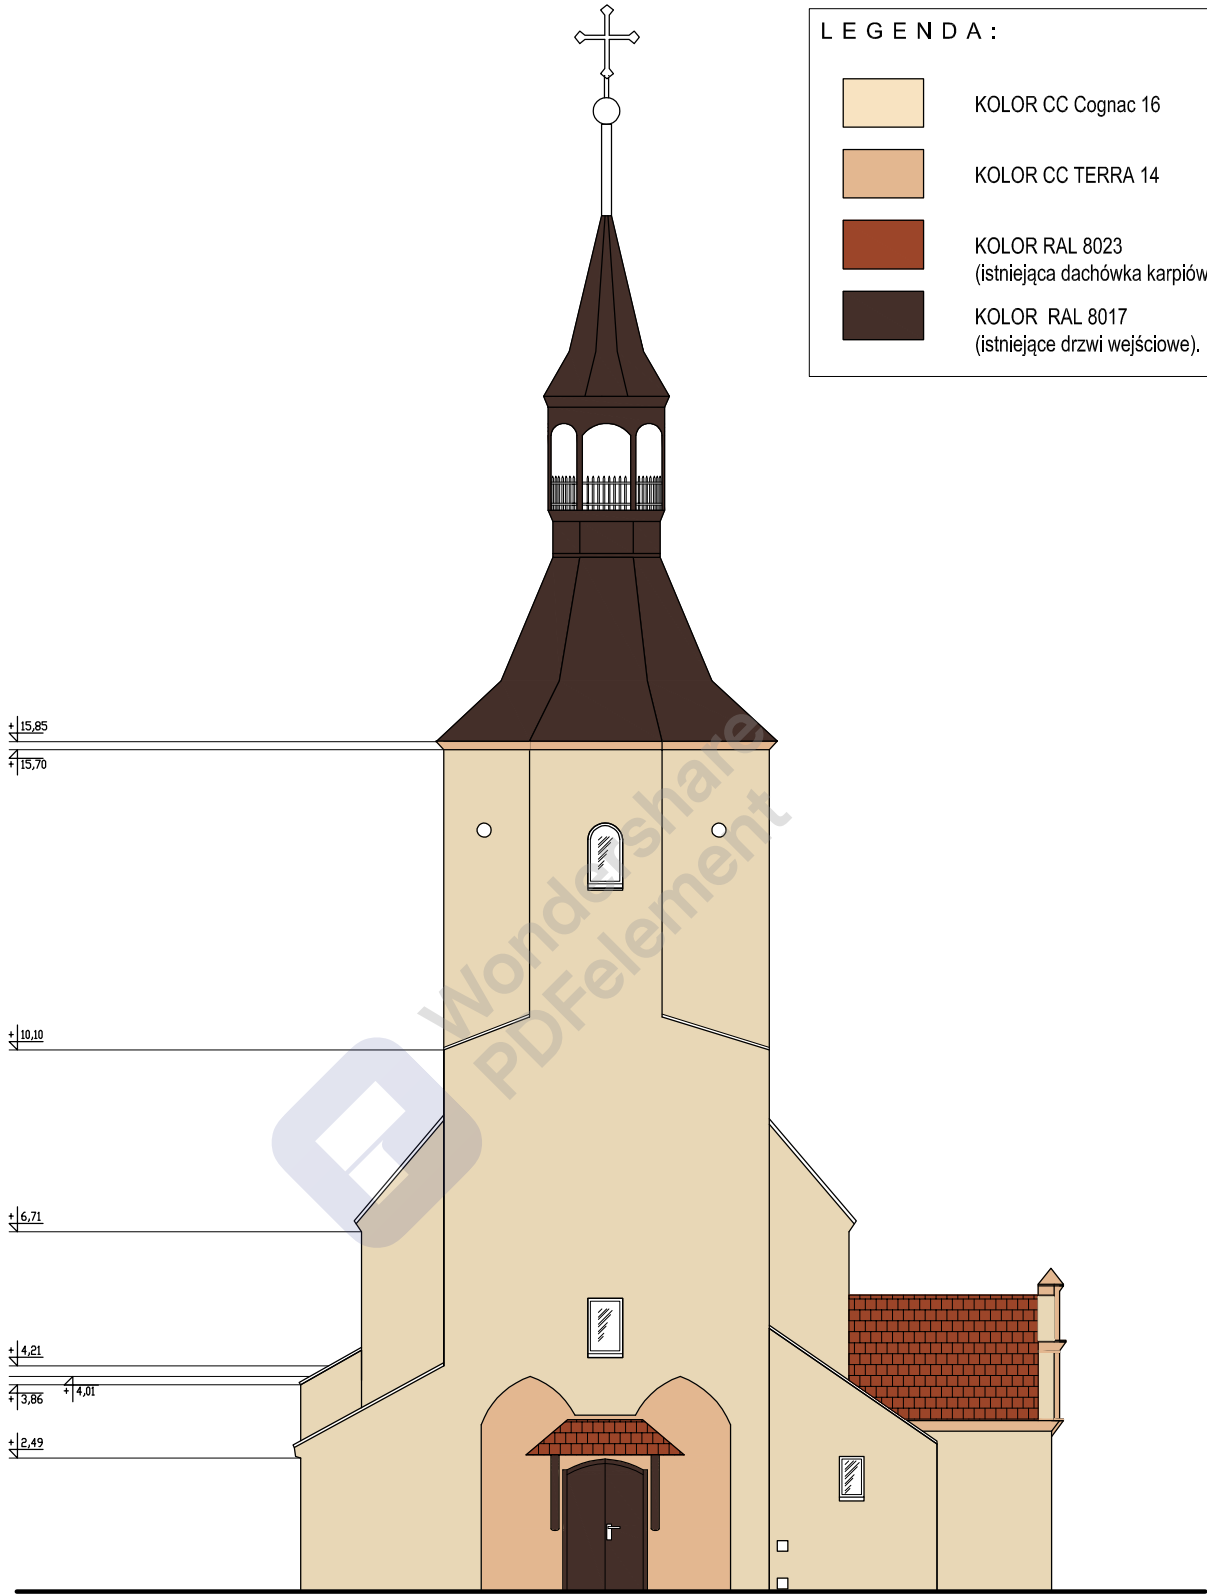 LEGENDA:
KOLOR CC Cognac 16
KOLOR CC TERRA 14
KOLOR RAL 8023
(istniejąca dachówka karpiów
KOLOR RAL 8017
(istniejące drzwi wejściowe).
+ 15,85
+ 15,70
+ 10,10
+ 6,71
+ 4,21
+ 4,01
+ 3,86
+ 2,49
Wondershare
PDFelement